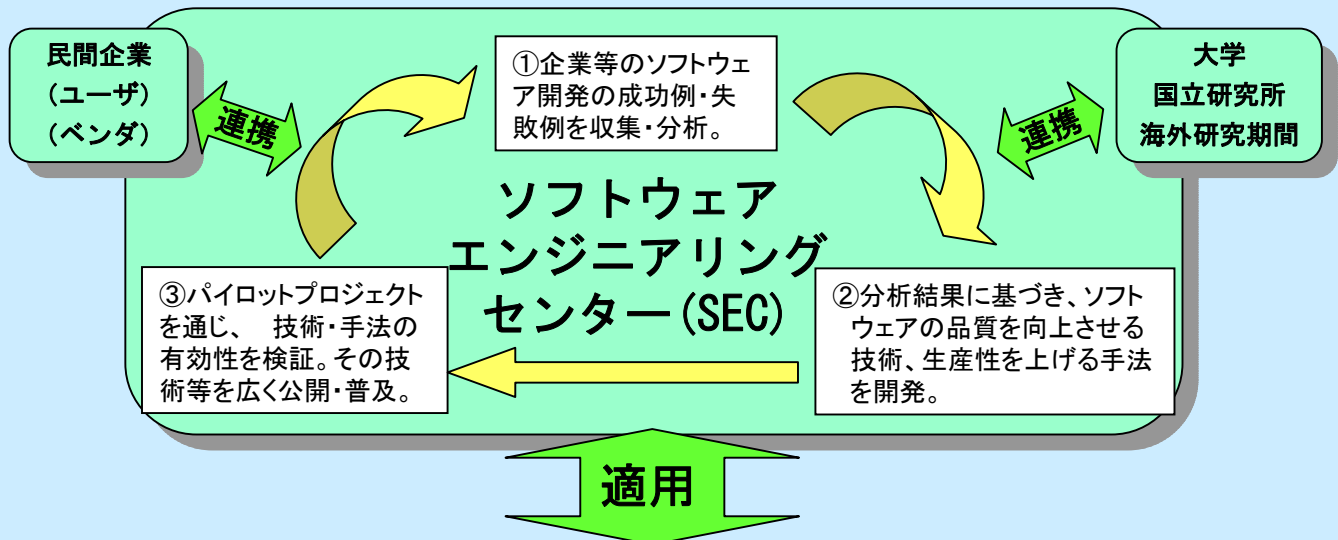 民間企業
（ユーザ）
（ベンダ）
連携
①企業等のソフトウェ
ア開発の成功例・失
敗例を収集・分析。
連携
大学
国立研究所
海外研究期間
ソフトウェア
エンジニアリング
センター(SEC)
③パイロットプロジェクト
を通じ、　技術・手法の
有効性を検証。その技
術等を広く公開・普及。
②分析結果に基づき、ソフト
ウェアの品質を向上させる
技術、生産性を上げる手法
を開発。
適用